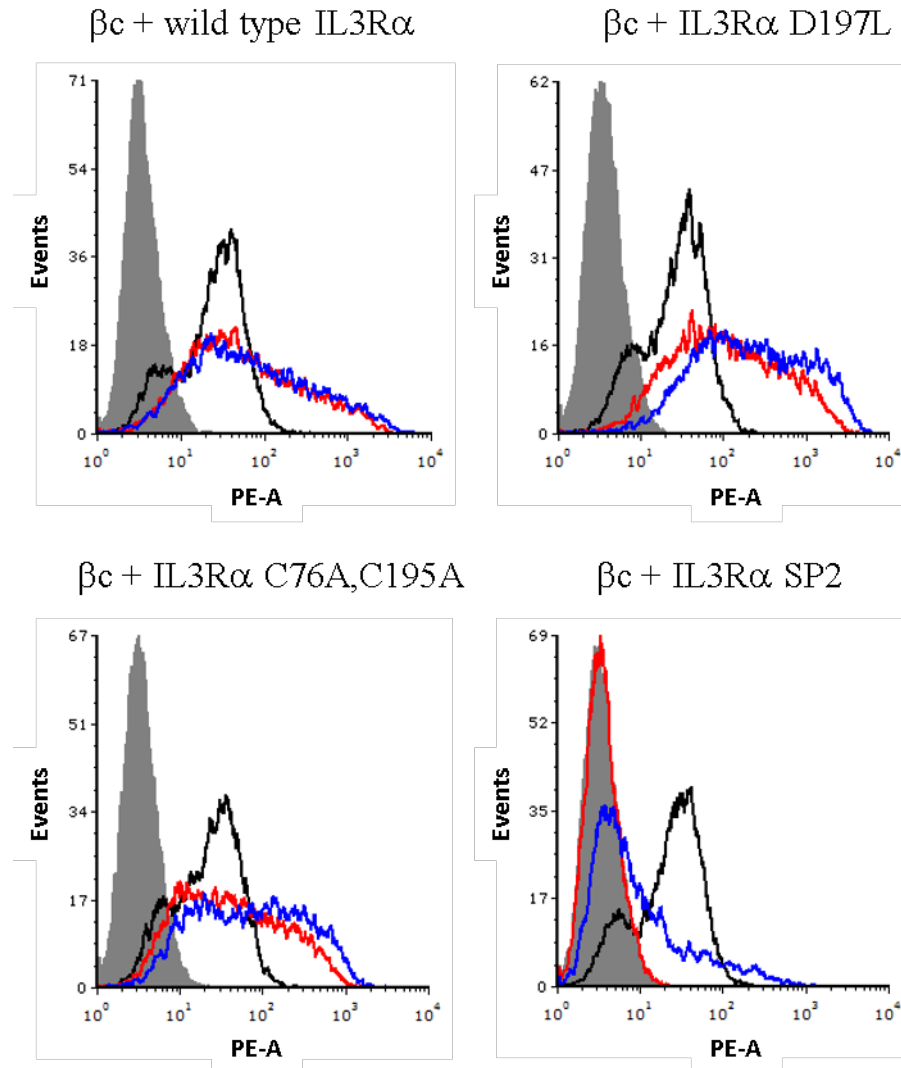 βc + wild type IL3Rα
βc + IL3Rα D197L
71
54
36
18
0
Events
10⁰ 10¹ 10² 10³ 10⁴
PE-A
62
47
31
16
0
Events
10⁰ 10¹ 10² 10³ 10⁴
PE-A
βc + IL3Rα C76A,C195A
βc + IL3Rα SP2
67
51
34
17
0
Events
10⁰ 10¹ 10² 10³ 10⁴
PE-A
69
52
35
17
0
Events
10⁰ 10¹ 10² 10³ 10⁴
PE-A